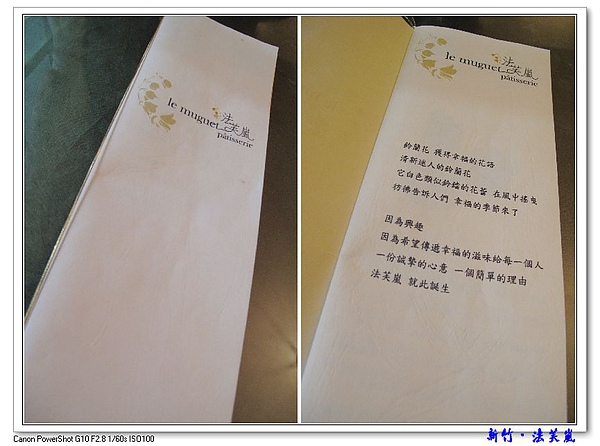 le muguet 法芙嵐
pâtisserie
le muguet 法芙嵐
pâtisserie
鈴蘭花 獲得幸福的花語
清新迷人的鈴蘭花
它白色類似鈴鐺的花蕾 在風中搖曳
彷彿告訴人們 幸福的季節來了
因為興趣
因為希望傳遞幸福的滋味給每一個人
一份誠摯的心意 一個簡單的理由
法芙嵐 就此誕生
Canon PowerShot G10 F2.8 1/60s ISO100
新竹·法芙嵐